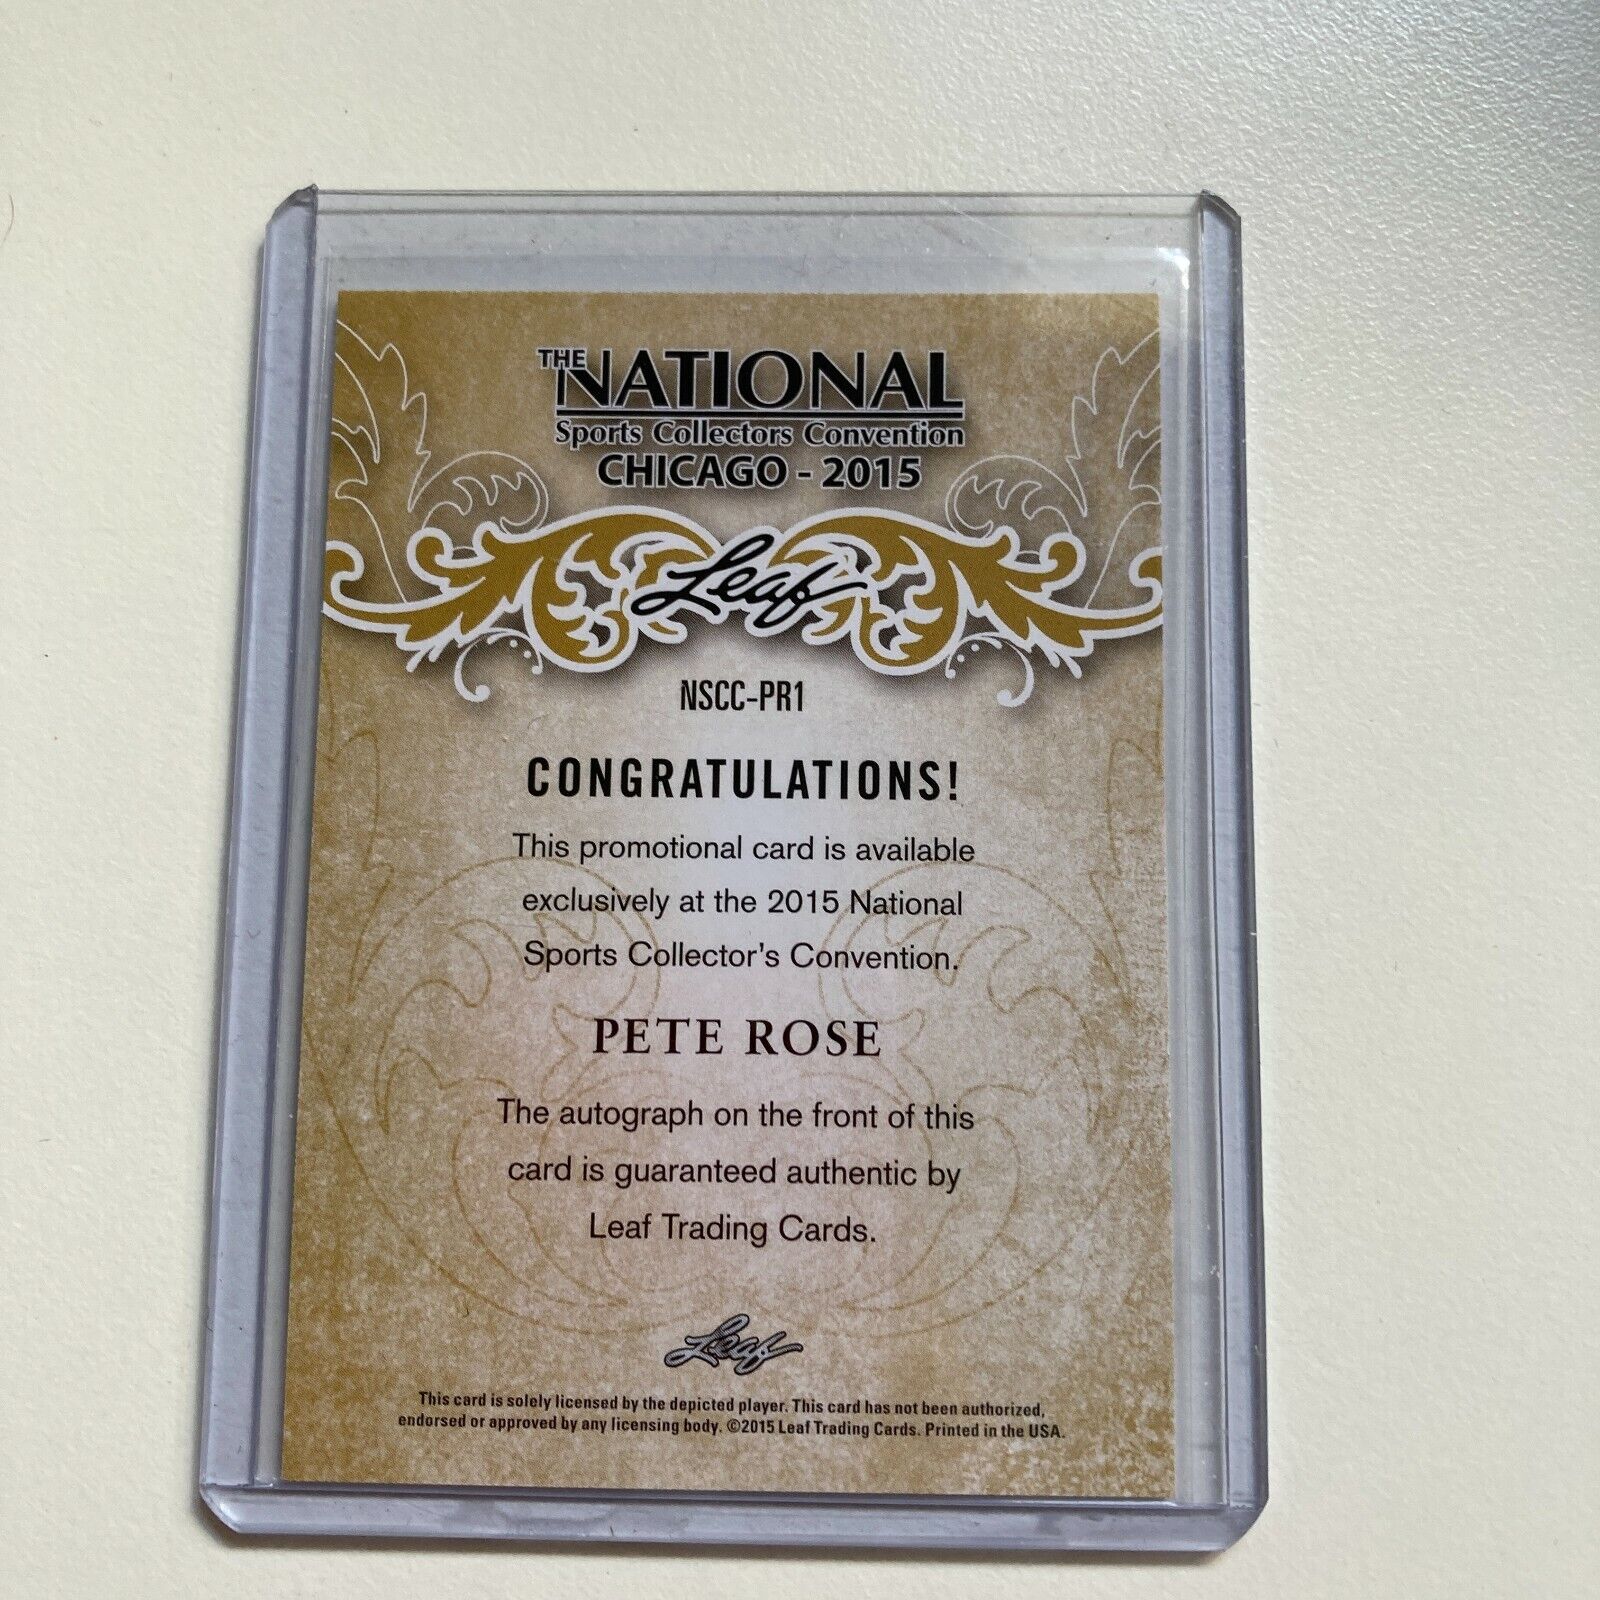 THE NATIONAL
Sports Collectors Convention
CHICAGO - 2015
Leaf
NSCC-PR1
CONGRATULATIONS!
This promotional card is available
exclusively at the 2015 National
Sports Collector's Convention.
PETE ROSE
The autograph on the front of this
card is guaranteed authentic by
Leaf Trading Cards.
Leaf
This card is solely licensed by the depicted player. This card has not been authorized,
endorsed or approved by any licensing body. ©2015 Leaf Trading Cards. Printed in the USA.